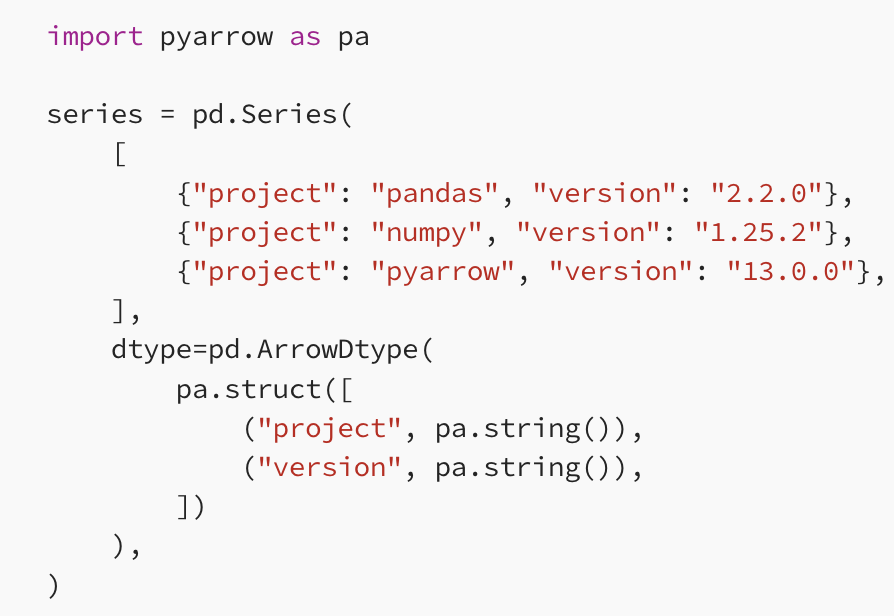 import pyarrow as pa

series = pd.Series(
    [
        {"project": "pandas", "version": "2.2.0"},
        {"project": "numpy", "version": "1.25.2"},
        {"project": "pyarrow", "version": "13.0.0"},
    ],
    dtype=pd.ArrowDtype(
        pa.struct([
            ("project", pa.string()),
            ("version", pa.string()),
        ])
    ),
)